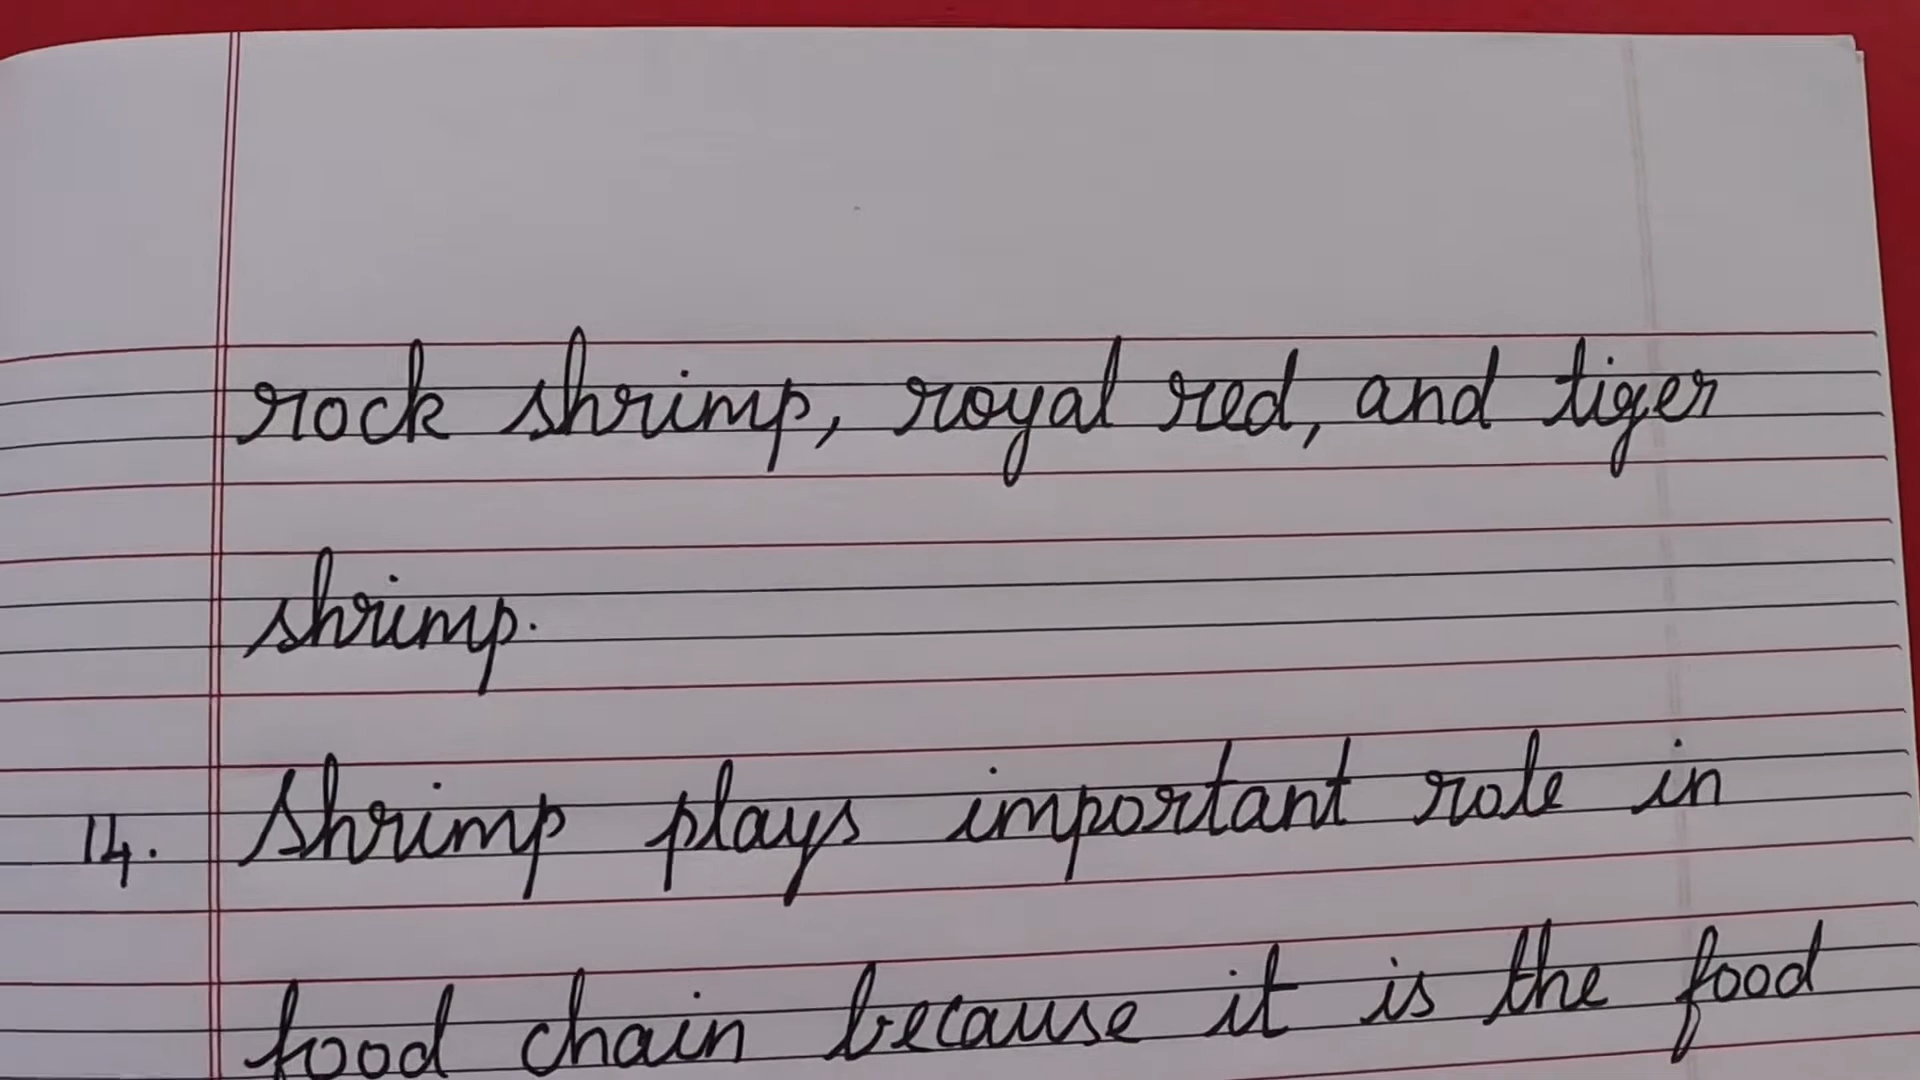 rock shrimp, royal red, and tiger
shrimp.
14. Shrimp plays important role in
food chain because it is the food